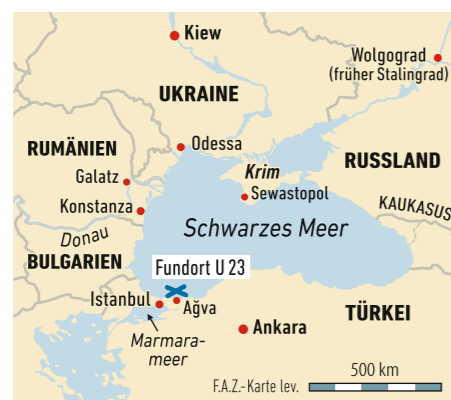 Kiew
Wolgograd
(früher Stalingrad)
UKRAINE
RUMÄNIEN
Odessa
Krim
RUSSLAND
Galatz
Sewastopol
Konstanza
KAUKASUS
Schwarzes Meer
Donau
BULGARIEN
Fundort U 23
Istanbul
Ağva
TÜRKEI
Marmara-
meer
Ankara
500 km
F.A.Z.-Karte lev.